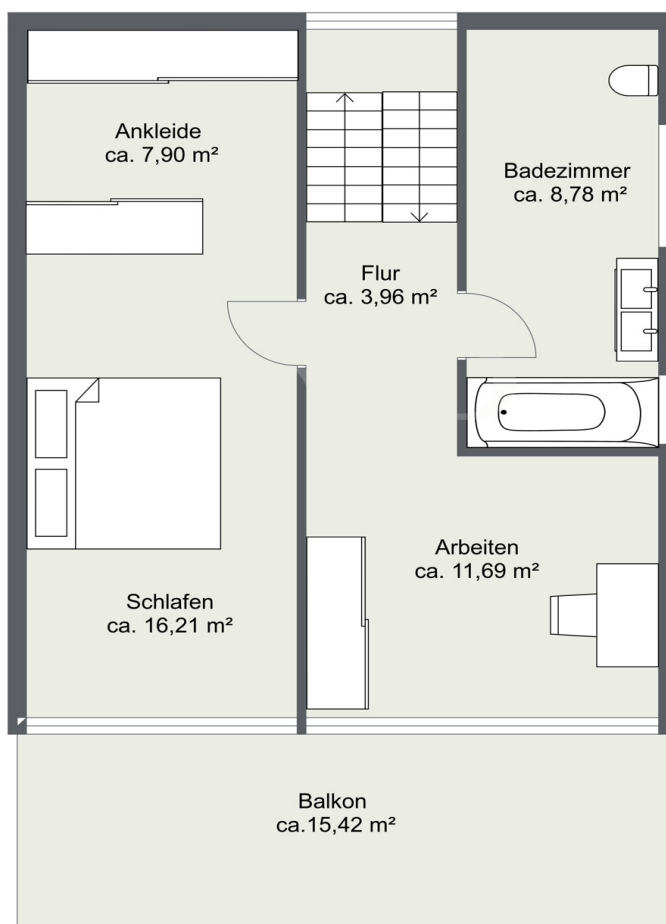 Ankleide
ca. 7,90 m²
Badezimmer
ca. 8,78 m²
Flur
ca. 3,96 m²
Arbeiten
ca. 11,69 m²
Schlafen
ca. 16,21 m²
Balkon
ca.15,42 m²